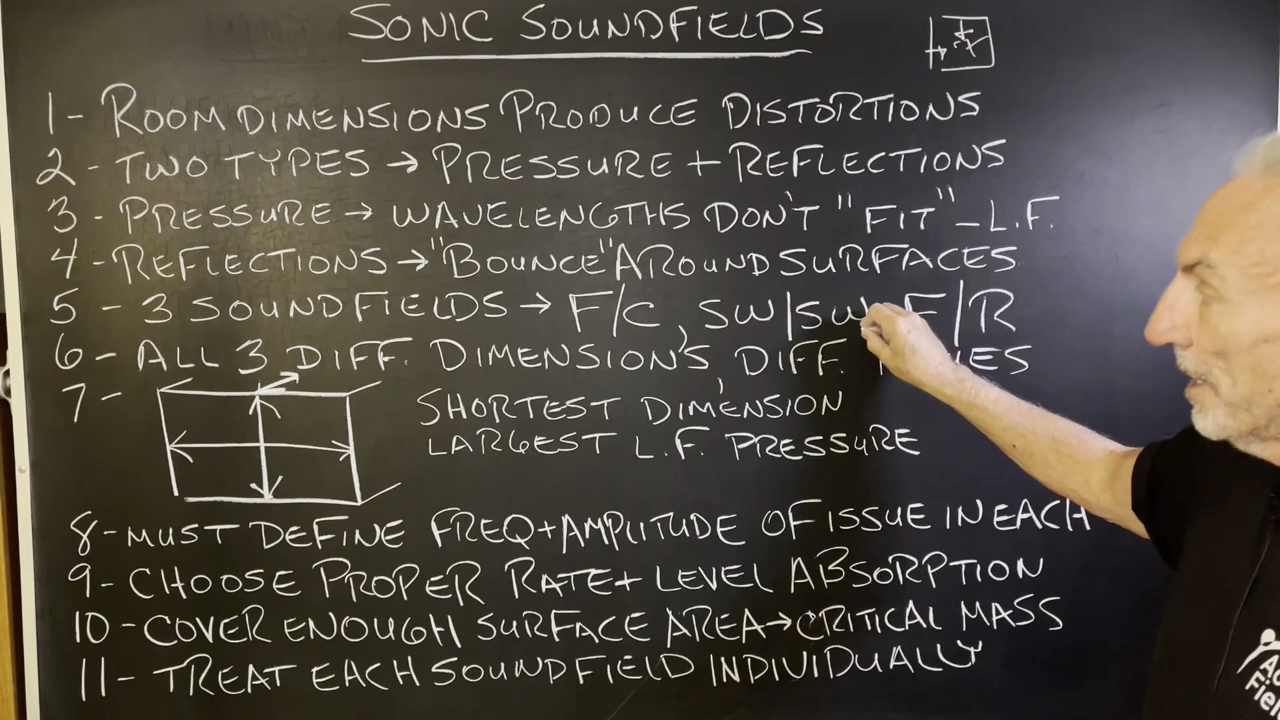 SONIC SOUNDFIELDS
1 - ROOM DIMENSIONS PRODUCE DISTORTIONS
2 - TWO TYPES → PRESSURE + REFLECTIONS
3 - PRESSURE → WAVELENGTHS DON'T "FIT" - L.F.
4 - REFLECTIONS → "BOUNCE" AROUND SURFACES
5 - 3 SOUNDFIELDS → F/C, SW/SW F/R
6 - ALL 3 DIFF. DIMENSIONS, DIFF.
7 - SHORTEST DIMENSION
LARGEST L.F. PRESSURE
8 - MUST DEFINE FREQ + AMPLITUDE OF ISSUE IN EACH
9 - CHOOSE PROPER RATE + LEVEL ABSORPTION
10 - COVER ENOUGH SURFACE AREA → CRITICAL MASS
11 - TREAT EACH SOUNDFIELD INDIVIDUALLY